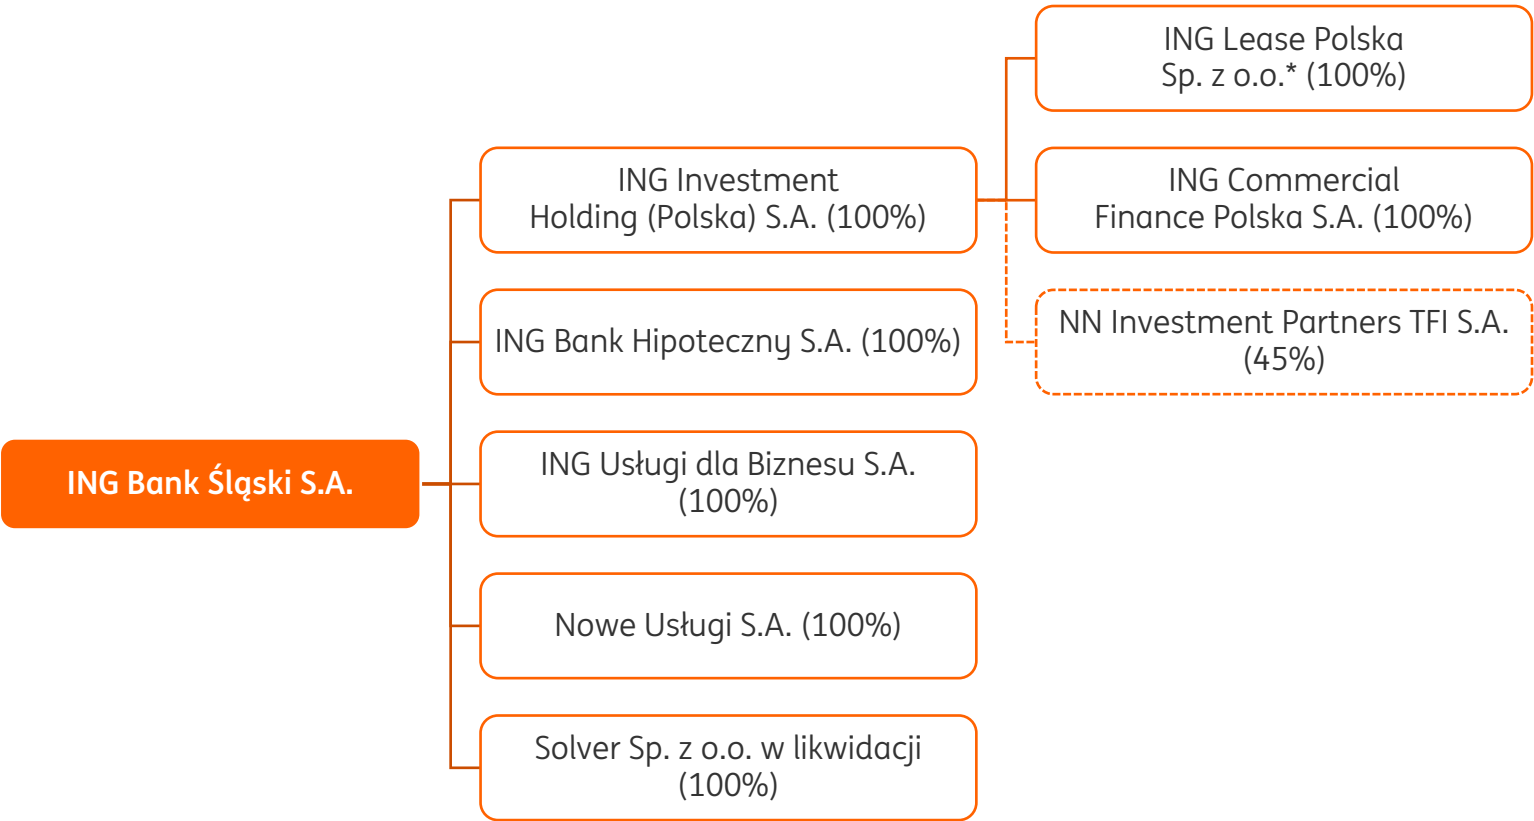 ING Bank Śląski S.A.
ING Investment
Holding (Polska) S.A. (100%)
ING Bank Hipoteczny S.A. (100%)
ING Usługi dla Biznesu S.A.
(100%)
Nowe Usługi S.A. (100%)
Solver Sp. z o.o. w likwidacji
(100%)
ING Lease Polska
Sp. z o.o.* (100%)
ING Commercial
Finance Polska S.A. (100%)
NN Investment Partners TFI S.A.
(45%)